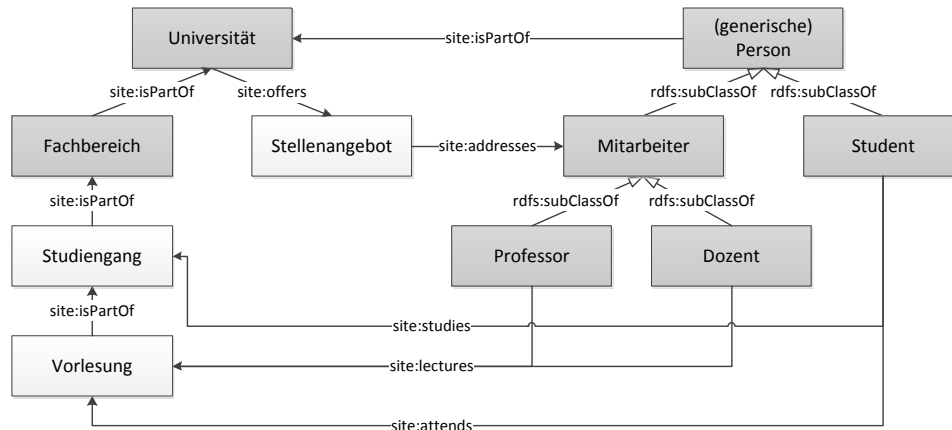 Universität
site:isPartOf
(generische)
Person
site:isPartOf
site:offers
rdfs:subClassOf
rdfs:subClassOf
Fachbereich
Stellenangebot
site:addresses
Mitarbeiter
Student
site:isPartOf
rdfs:subClassOf
rdfs:subClassOf
Studiengang
Professor
Dozent
site:isPartOf
site:studies
Vorlesung
site:lectures
site:attends